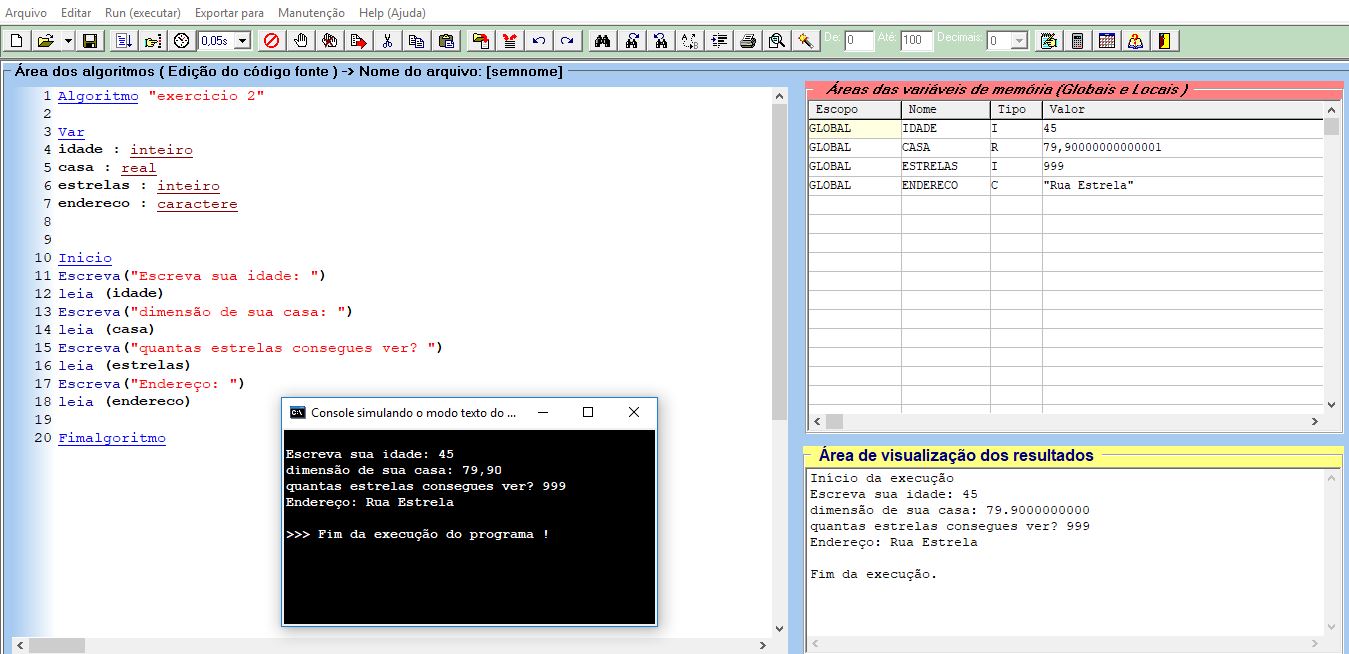 Arquivo Editar Run (executar) Exportar para Manutenção Help (Ajuda)
0,05s De: 0 Até: 100 Decimais: 0
Área dos algoritmos ( Edição do código fonte ) -> Nome do arquivo: [semnome]
1 Algoritmo "exercicio 2"
2
3 Var
4 idade : inteiro
5 casa : real
6 estrelas : inteiro
7 endereco : caractere
8
9
10 Inicio
11 Escreva("Escreva sua idade: ")
12 leia (idade)
13 Escreva("dimensão de sua casa: ")
14 leia (casa)
15 Escreva("quantas estrelas consegues ver? ")
16 leia (estrelas)
17 Escreva("Endereço: ")
18 leia (endereco)
19
20 Fimalgoritmo
Console simulando o modo texto do ...
Escreva sua idade: 45
dimensão de sua casa: 79,90
quantas estrelas consegues ver? 999
Endereço: Rua Estrela
>>> Fim da execução do programa !
Áreas das variáveis de memória (Globais e Locais )
Escopo Nome Tipo Valor
GLOBAL IDADE I 45
GLOBAL CASA R 79,90000000000001
GLOBAL ESTRELAS I 999
GLOBAL ENDERECO C "Rua Estrela"
Área de visualização dos resultados
Início da execução
Escreva sua idade: 45
dimensão de sua casa: 79.9000000000
quantas estrelas consegues ver? 999
Endereço: Rua Estrela
Fim da execução.